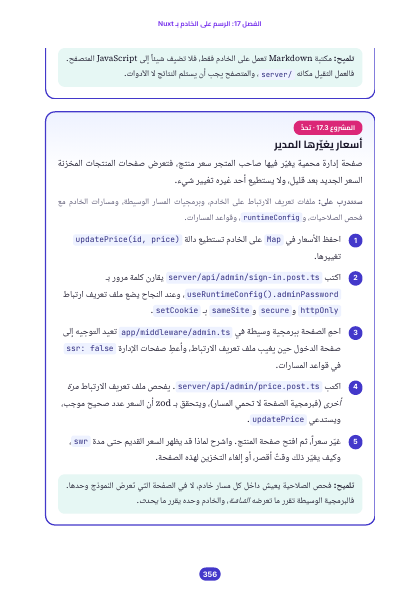 الفصل 17: الرسم على الخادم بـ Nuxt
تلميح: مكتبة Markdown تعمل على الخادم فقط، فلا تضيف شيئًا إلى JavaScript المتصفح.
فالعمل الثقيل مكانه server/ ، والمتصفح يجب أن يستلم النتائج لا الأدوات.
المشروع 17.3 · تحدٍّ
أسعار يغيّرها المدير
صفحة إدارة محمية يغيّر فيها صاحب المتجر سعر منتج، فتعرض صفحات المنتجات المخزنة
السعر الجديد بعد قليل، ولا يستطيع أحد غيره تغيير شيء.
ستتدرب على: ملفات تعريف الارتباط على الخادم، وبرمجيات المسار الوسيطة، ومسارات الخادم مع
فحص الصلاحيات، و runtimeConfig ، وقواعد المسارات.
1 احفظ الأسعار في Map على الخادم تستطيع دالة updatePrice(id, price)
تغييرها.
2 اكتب server/api/admin/sign-in.post.ts يقارن كلمة مرور بـ
useRuntimeConfig().adminPassword ، وعند النجاح يضع ملف تعريف ارتباط
httpOnly و secure و sameSite بـ setCookie .
3 احمِ الصفحة ببرمجية وسيطة في app/middleware/admin.ts تعيد التوجيه إلى
صفحة الدخول حين يغيب ملف تعريف الارتباط، وأعطِ صفحات الإدارة ssr: false
في قواعد المسارات.
4 اكتب server/api/admin/price.post.ts . يفحص ملف تعريف الارتباط مرة
أخرى (فبرمجية الصفحة لا تحمي المسار)، ويتحقق بـ zod أن السعر عدد صحيح موجب،
ويستدعي updatePrice .
5 غيّر سعرًا، ثم افتح صفحة المنتج. واشرح لماذا قد يظهر السعر القديم حتى مدة swr ،
وكيف يغيّر ذلك وقتٌ أقصر، أو إلغاء التخزين لهذه الصفحة.
تلميح: فحص الصلاحية يعيش داخل كل مسار خادم، لا في الصفحة التي تعرض النموذج وحدها.
فالبرمجية الوسيطة تقرر ما تعرضه الشاشة، والخادم وحده يقرر ما يحدث.
356